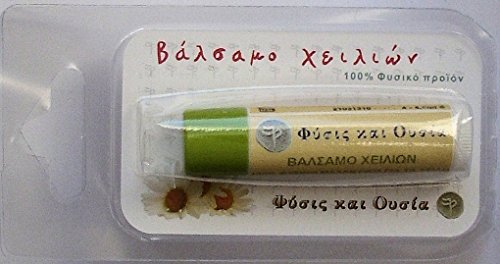 Βάλσαμο χειλιών
100% Φυσικό προϊόν
Φύσις και Ουσία
ΒΑΛΣΑΜΟ ΧΕΙΛΙΩΝ
Φύσις και Ουσία